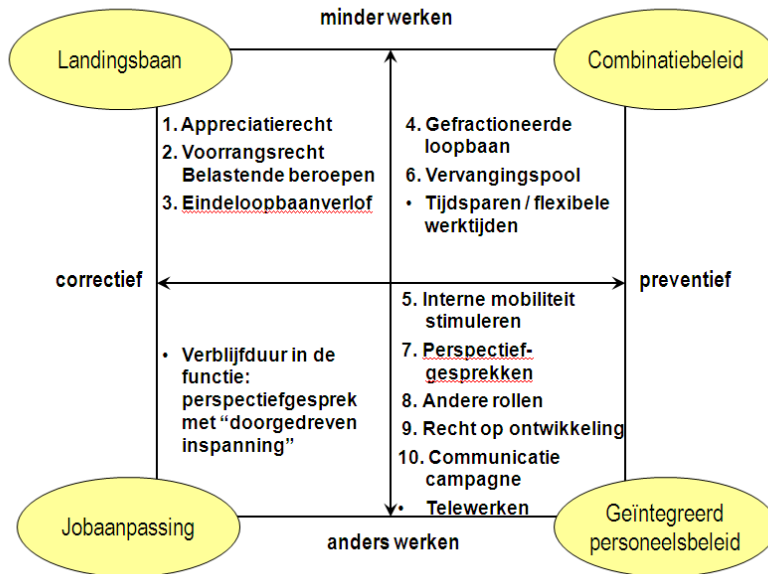 minder werken
Landingsbaan
Combinatiebeleid
1. Appreciatierecht
2. Voorrangsrecht
Belastende beroepen
3. Eindeloopbaanverlof
4. Gefractioneerde
loopbaan
6. Vervangingspool
• Tijdsparen / flexibele
werktijden
correctief
preventief
• Verblijfduur in de
functie:
perspectiefgesprek
met “doorgedreven
inspanning”
5. Interne mobiliteit
stimuleren
7. Perspectief-
gesprekken
8. Andere rollen
9. Recht op ontwikkeling
10. Communicatie
campagne
• Telewerken
Jobaanpassing
anders werken
Geïntegreerd
personeelsbeleid